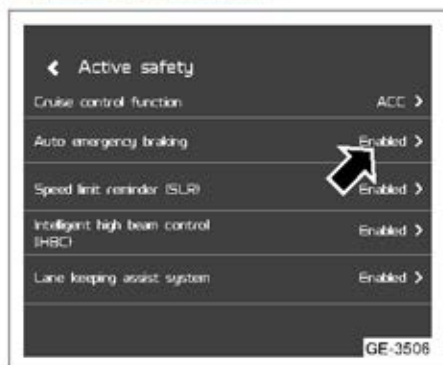 Active safety
Cruise control function ACC
Auto emergency braking Enabled
Speed limit reminder (SLR) Enabled
Intelligent high beam control Enabled
(IHBC)
Lane keeping assist system Enabled
GE-3506